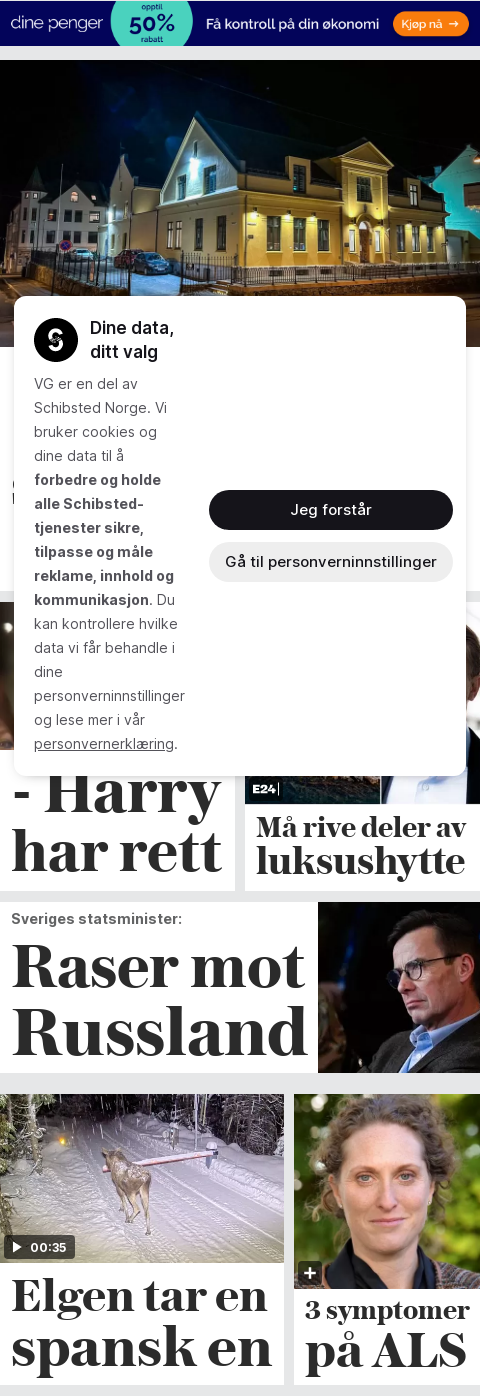 dine penger
opptil
50%
rabatt
Få kontroll på din økonomi
Kjøp nå →
Dine data,
ditt valg
VG er en del av
Schibsted Norge. Vi
bruker cookies og
dine data til å
forbedre og holde
alle Schibsted-
tjenester sikre,
tilpasse og måle
reklame, innhold og
kommunikasjon. Du
kan kontrollere hvilke
data vi får behandle i
dine
personverninnstillinger
og lese mer i vår
personvernerklæring.
Jeg forstår
Gå til personverninnstillinger
- Harry
har rett
E24
Må rive deler av
luksushytte
Sveriges statsminister:
Raser mot
Russland
00:35
Elgen tar en
spansk en
3 symptomer
på ALS